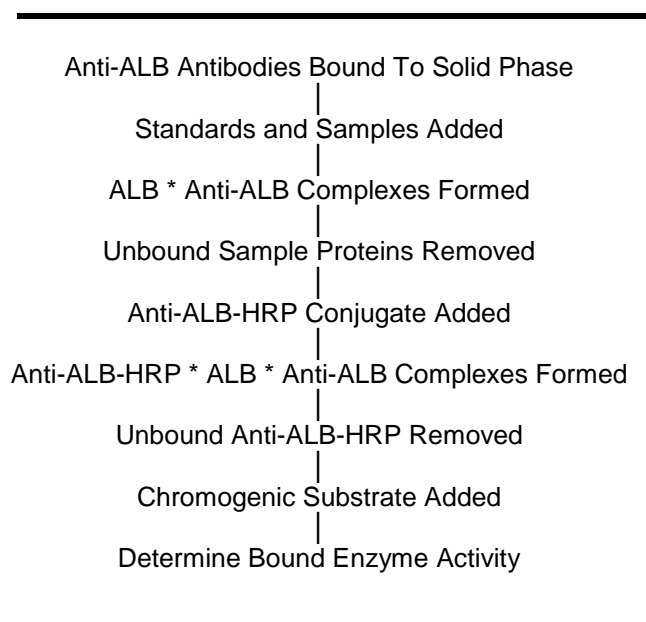 Anti-ALB Antibodies Bound To Solid Phase
Standards and Samples Added
ALB * Anti-ALB Complexes Formed
Unbound Sample Proteins Removed
Anti-ALB-HRP Conjugate Added
Anti-ALB-HRP * ALB * Anti-ALB Complexes Formed
Unbound Anti-ALB-HRP Removed
Chromogenic Substrate Added
Determine Bound Enzyme Activity